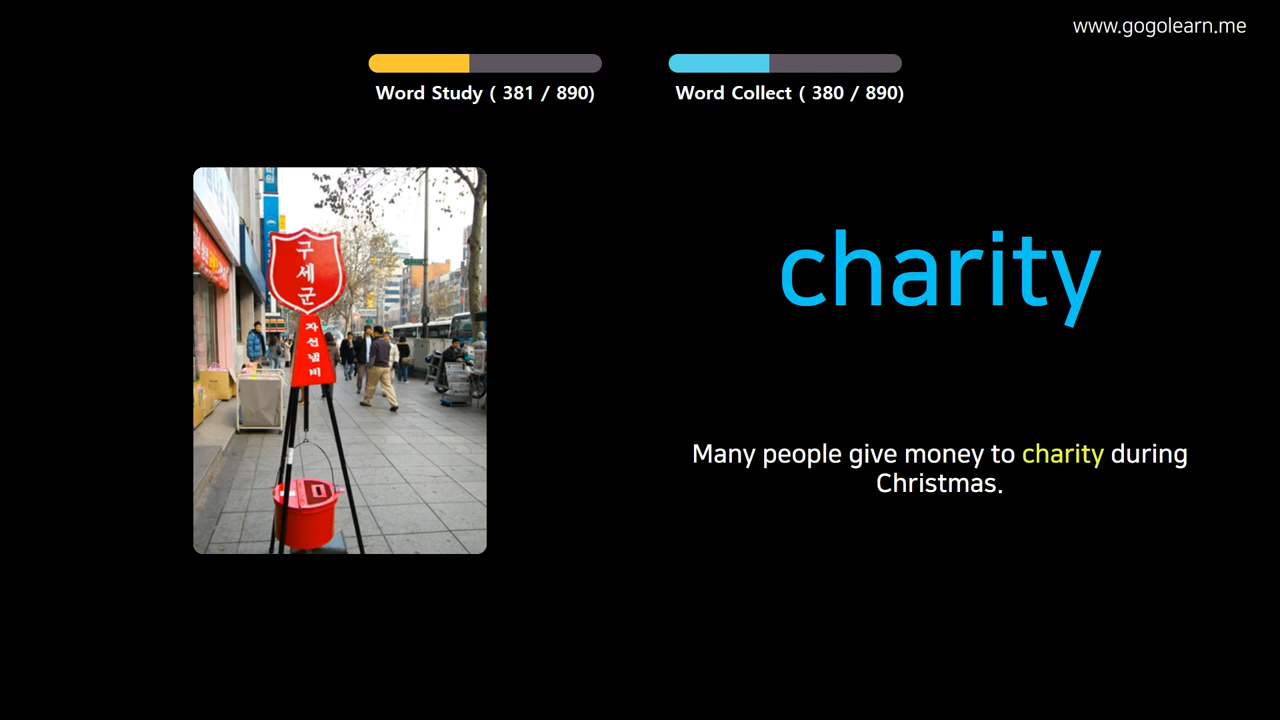 www.gogolearn.me
Word Study ( 381 / 890)
Word Collect ( 380 / 890)
구
세
군
자
선
냄
비
charity
Many people give money to charity during
Christmas.